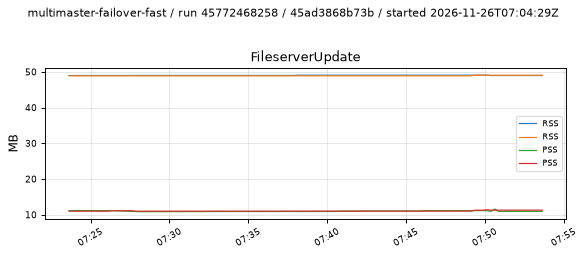 multimaster-failover-fast / run 45772468258 / 45ad3868b73b / started 2026-11-26T07:04:29Z
FileserverUpdate
50
40
30
20
10
MB
RSS
RSS
PSS
PSS
07:25
07:30
07:35
07:40
07:45
07:50
07:55